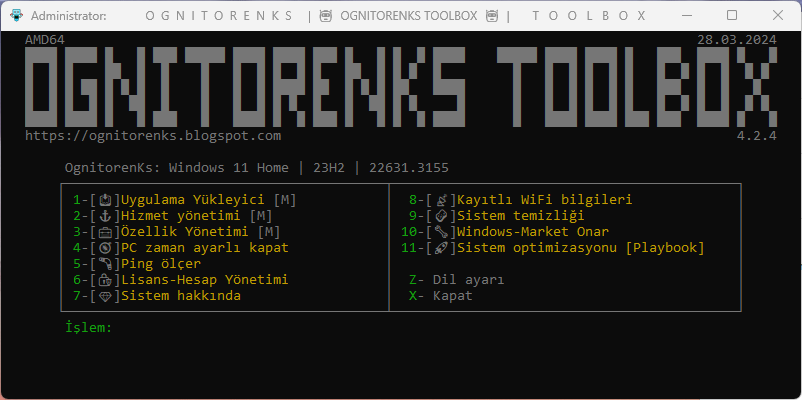 Administrator: O G N I T O R E N K S | OGNITORENKS TOOLBOX | T O O L B O X
AMD64 28.03.2024
OGNITORENKS TOOLBOX
https://ognitorenks.blogspot.com 4.2.4
OgnitorenKs: Windows 11 Home | 23H2 | 22631.3155
1-[]Uygulama Yükleyici [M]
2-[]Hizmet yönetimi [M]
3-[]Özellik Yönetimi [M]
4-[]PC zaman ayarlı kapat
5-[]Ping ölçer
6-[]Lisans-Hesap Yönetimi
7-[]Sistem hakkında
8-[]Kayıtlı WiFi bilgileri
9-[]Sistem temizliği
10-[]Windows-Market Onar
11-[]Sistem optimizasyonu [Playbook]
Z- Dil ayarı
X- Kapat
İşlem: